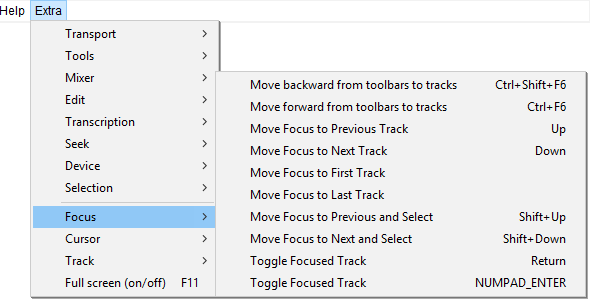 Help Extra
Transport
Tools
Mixer
Edit
Transcription
Seek
Device
Selection
Focus
Cursor
Track
Full screen (on/off) F11
Move backward from toolbars to tracks Ctrl+Shift+F6
Move forward from toolbars to tracks Ctrl+F6
Move Focus to Previous Track Up
Move Focus to Next Track Down
Move Focus to First Track
Move Focus to Last Track
Move Focus to Previous and Select Shift+Up
Move Focus to Next and Select Shift+Down
Toggle Focused Track Return
Toggle Focused Track NUMPAD_ENTER